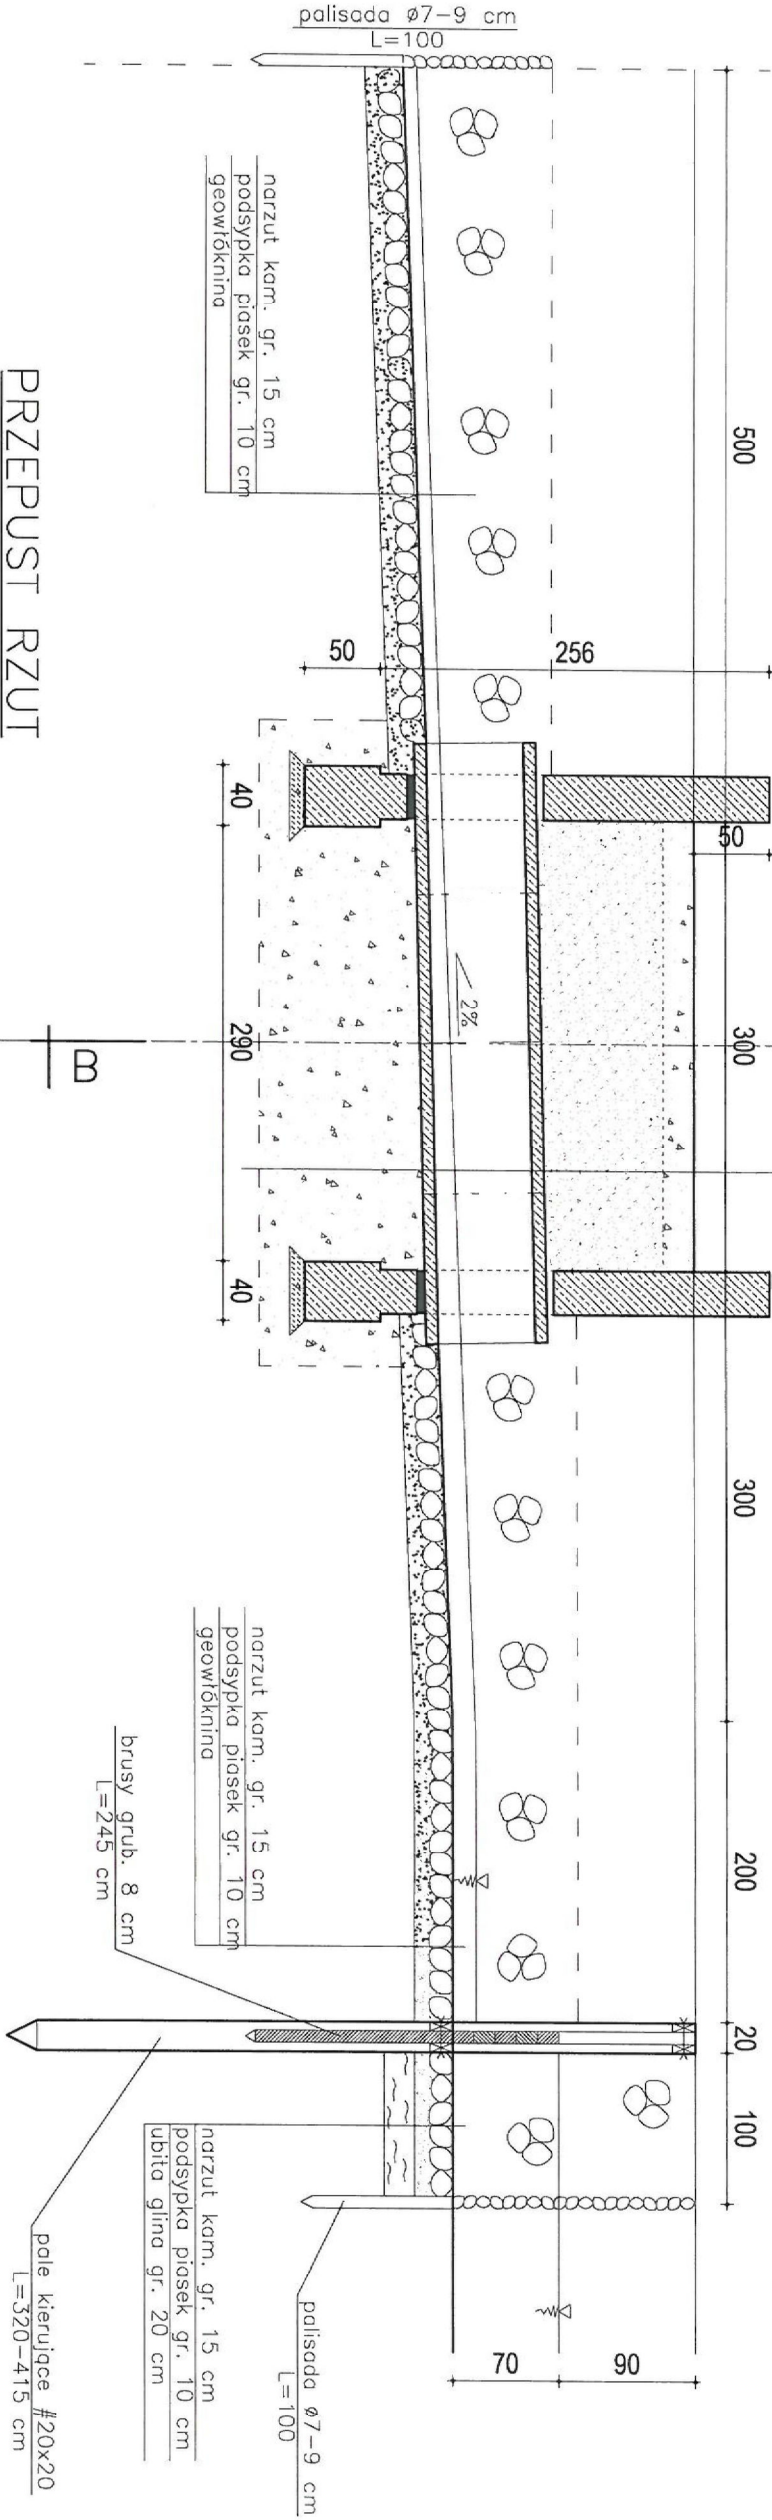 palisada ø7-9 cm
L=100
500
300
300
200
20
100
256
50
50
40
290
40
2%
70
90
narzut kam. gr. 15 cm
podsypka piasek gr. 10 cm
geowłóknina
narzut kam. gr. 15 cm
podsypka piasek gr. 10 cm
geowłóknina
brusy grub. 8 cm
L=245 cm
narzut kam. gr. 15 cm
podsypka piasek gr. 10 cm
ubita glina gr. 20 cm
palisada ø7-9 cm
L=100
pale kierujące #20x20
L=320-415 cm
B
PRZEPUST RZUT